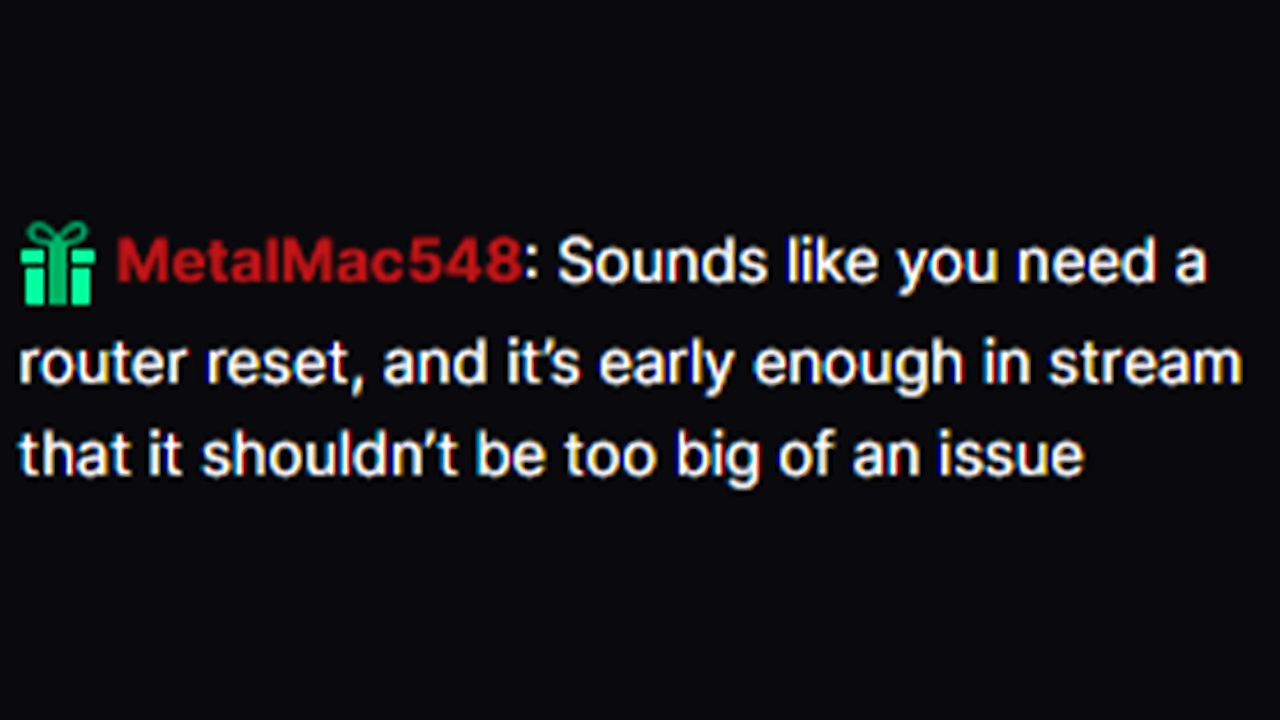 MetalMac548: Sounds like you need a
router reset, and it’s early enough in stream
that it shouldn’t be too big of an issue